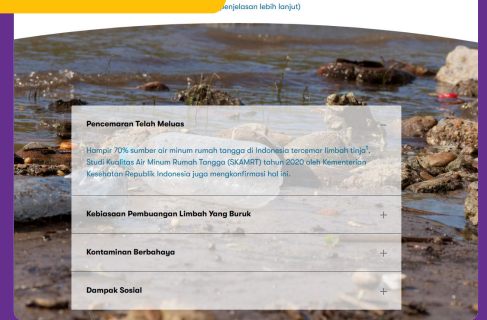 penjelasan lebih lanjut)
Pencemaran Telah Meluas
Hampir 70% sumber air minum rumah tangga di Indonesia tercemar limbah tinja¹.
Studi Kualitas Air Minum Rumah Tangga (SKAMRT) tahun 2020 oleh Kementerian
Kesehatan Republik Indonesia juga mengkonfirmasi hal ini.
Kebiasaan Pembuangan Limbah Yang Buruk +
Kontaminan Berbahaya +
Dampak Sosial +